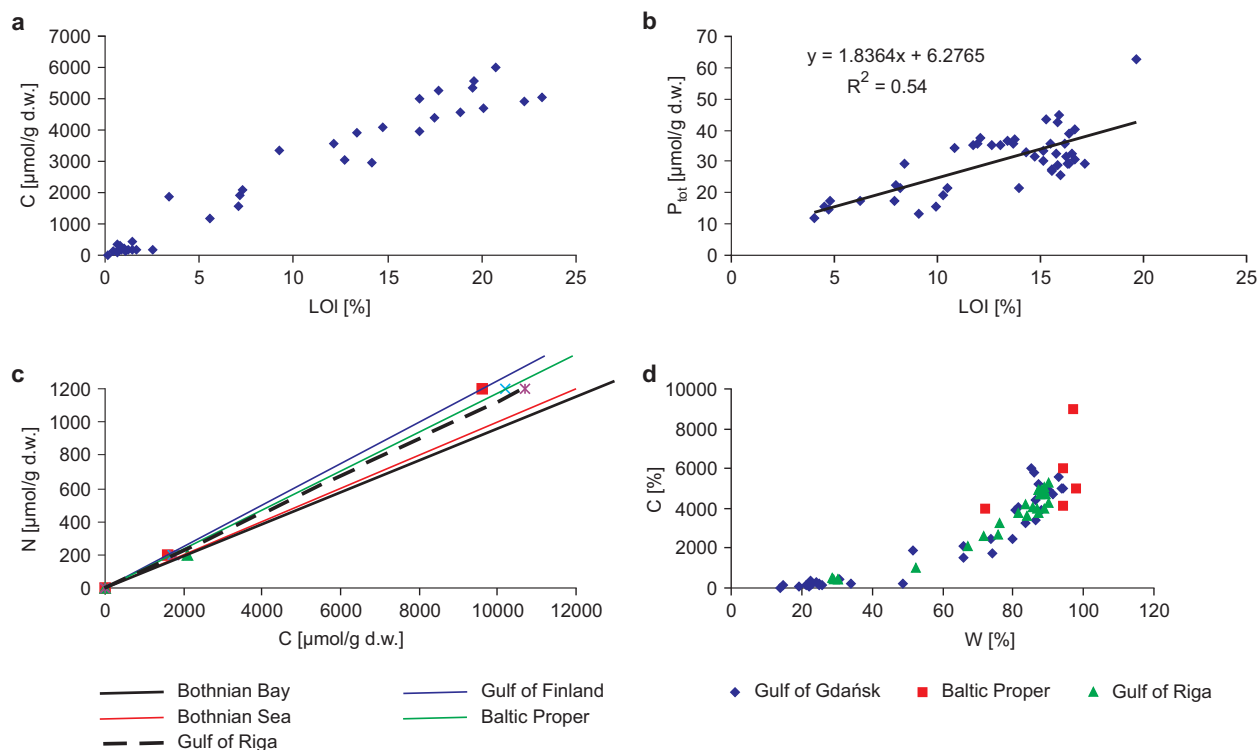 a
7000
6000
5000
4000
3000
2000
1000
0
C [µmol/g d.w.]
0 5 10 15 20 25
LOI [%]
b
y = 1.8364x + 6.2765
R² = 0.54
70
60
50
40
30
20
10
0
Ptot [µmol/g d.w.]
0 5 10 15 20 25
LOI [%]
c
1200
1000
800
600
400
200
0
N [µmol/g d.w.]
0 2000 4000 6000 8000 10000 12000
C [µmol/g d.w.]
d
10000
8000
6000
4000
2000
0
C [%]
0 20 40 60 80 100 120
W [%]
Bothnian Bay
Bothnian Sea
Gulf of Riga
Gulf of Finland
Baltic Proper
Gulf of Gdańsk Baltic Proper Gulf of Riga